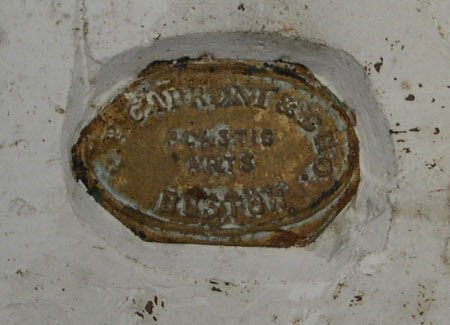 P. P. CAPRONI & BRO.
PLASTIC
ARTS
BOSTON